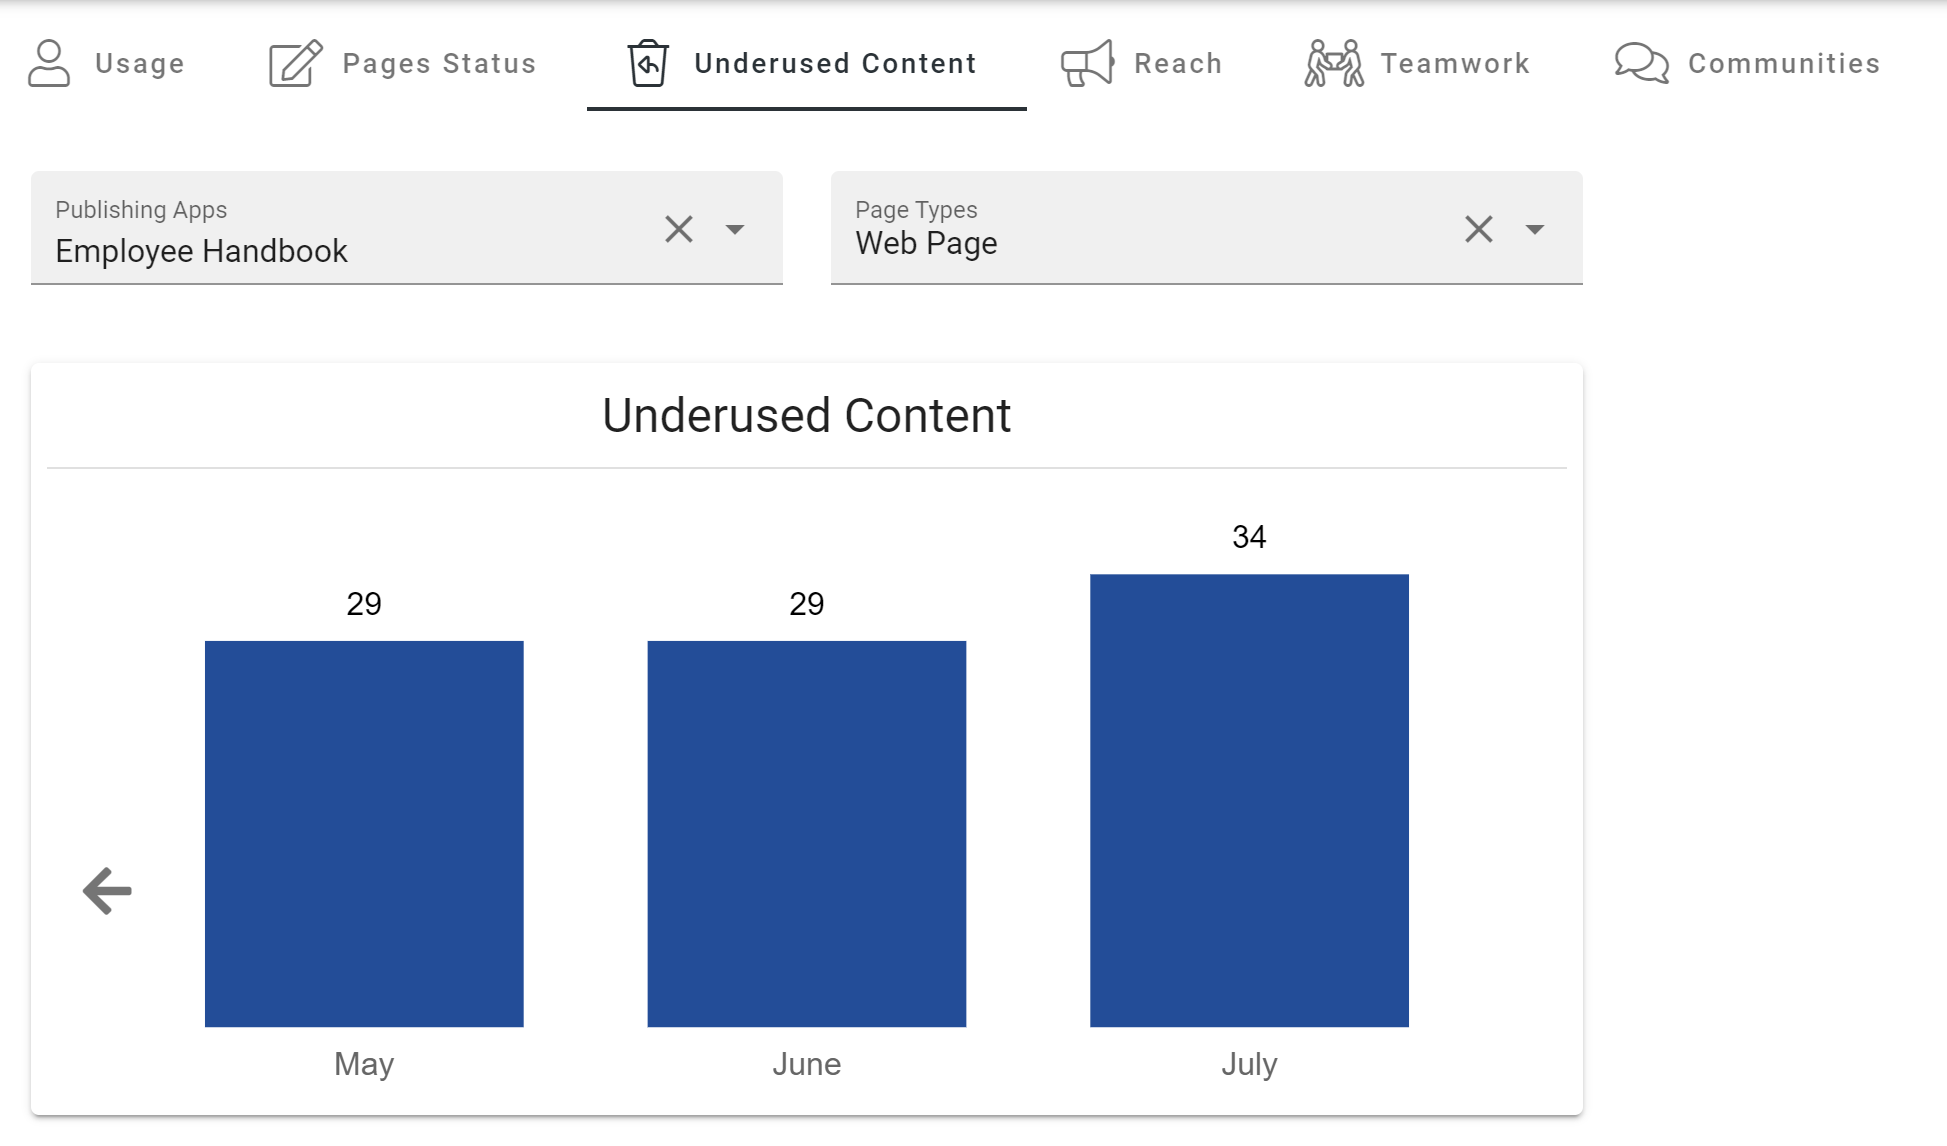 Usage Pages Status Underused Content Reach Teamwork Communities
Publishing Apps
Employee Handbook
Page Types
Web Page
Underused Content
29 29 34
May June July